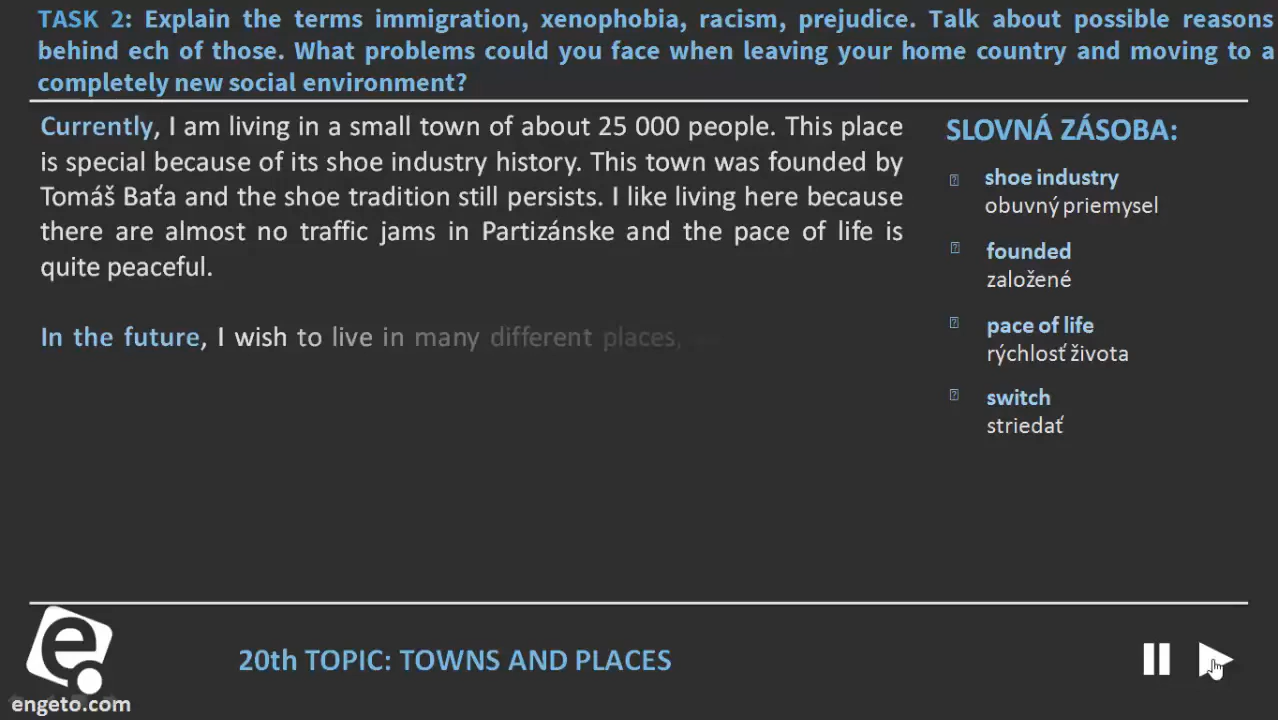 TASK 2: Explain the terms immigration, xenophobia, racism, prejudice. Talk about possible reasons
behind ech of those. What problems could you face when leaving your home country and moving to a
completely new social environment?
Currently, I am living in a small town of about 25 000 people. This place
is special because of its shoe industry history. This town was founded by
Tomáš Baťa and the shoe tradition still persists. I like living here because
there are almost no traffic jams in Partizánske and the pace of life is
quite peaceful.
In the future, I wish to live in many different places,
SLOVNÁ ZÁSOBA:
shoe industry
obuvný priemysel
founded
založené
pace of life
rýchlosť života
switch
striedať
e
engeto.com
20th TOPIC: TOWNS AND PLACES